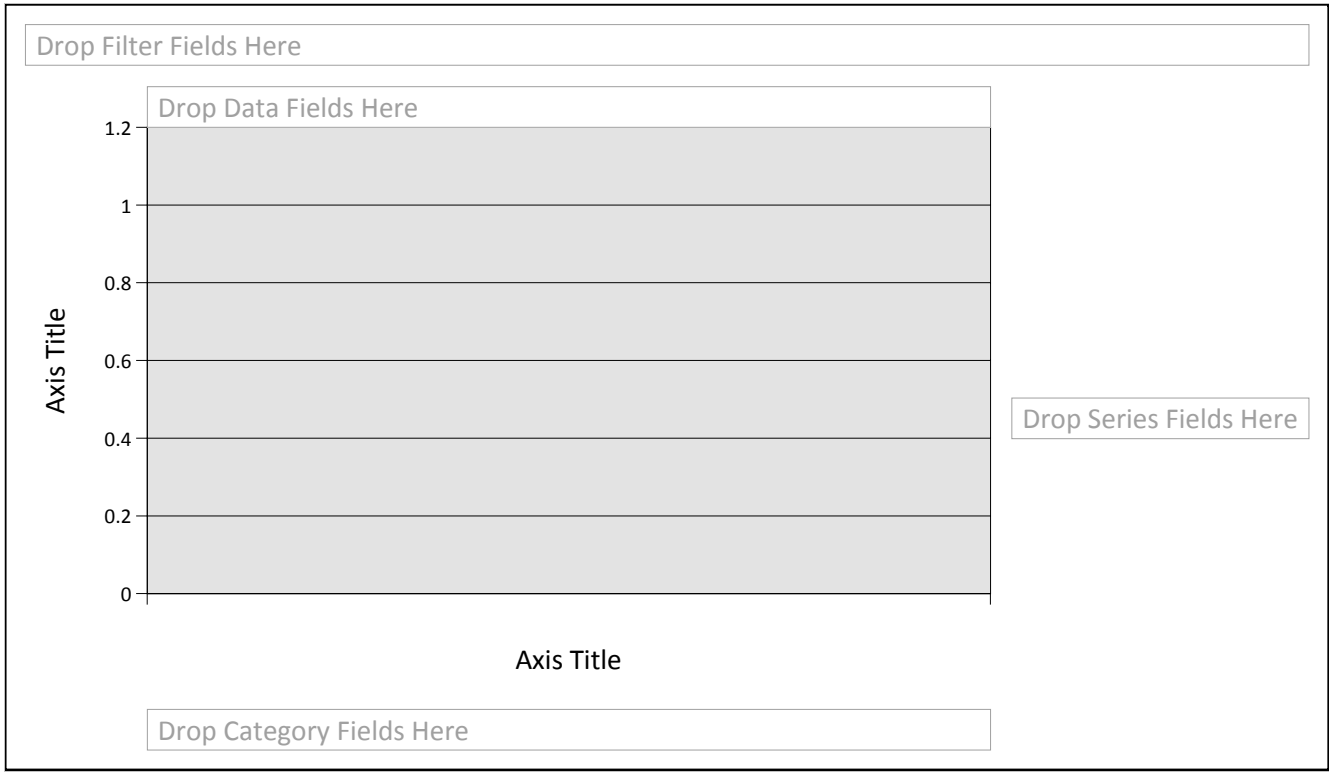 Drop Filter Fields Here
Drop Data Fields Here
1.2
1
0.8
0.6
0.4
0.2
0
Axis Title
Drop Series Fields Here
Axis Title
Drop Category Fields Here